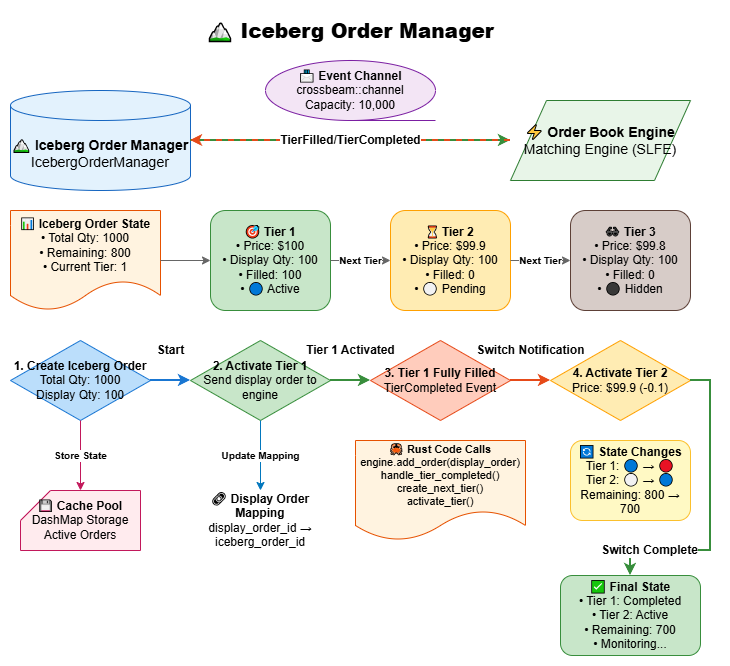 Iceberg Order Manager
Event Channel
crossbeam::channel
Capacity: 10,000
Iceberg Order Manager
IcebergOrderManager
TierFilled/TierCompleted
Order Book Engine
Matching Engine (SLFE)
Iceberg Order State
• Total Qty: 1000
• Remaining: 800
• Current Tier: 1
Tier 1
• Price: $100
• Display Qty: 100
• Filled: 100
• 🔵 Active
Next Tier
Tier 2
• Price: $99.9
• Display Qty: 100
• Filled: 0
• ⚪ Pending
Next Tier
Tier 3
• Price: $99.8
• Display Qty: 100
• Filled: 0
• ⚫ Hidden
1. Create Iceberg Order
Total Qty: 1000
Display Qty: 100
Start
2. Activate Tier 1
Send display order to
engine
Tier 1 Activated
3. Tier 1 Fully Filled
TierCompleted Event
Switch Notification
4. Activate Tier 2
Price: $99.9 (-0.1)
Store State
Update Mapping
Cache Pool
DashMap Storage
Active Orders
Display Order
Mapping
display_order_id →
iceberg_order_id
Rust Code Calls
engine.add_order(display_order)
handle_tier_completed()
create_next_tier()
activate_tier()
State Changes
Tier 1: 🔵 → 🔴
Tier 2: ⚪ → 🔵
Remaining: 800 →
700
Switch Complete
Final State
• Tier 1: Completed
• Tier 2: Active
• Remaining: 700
• Monitoring...